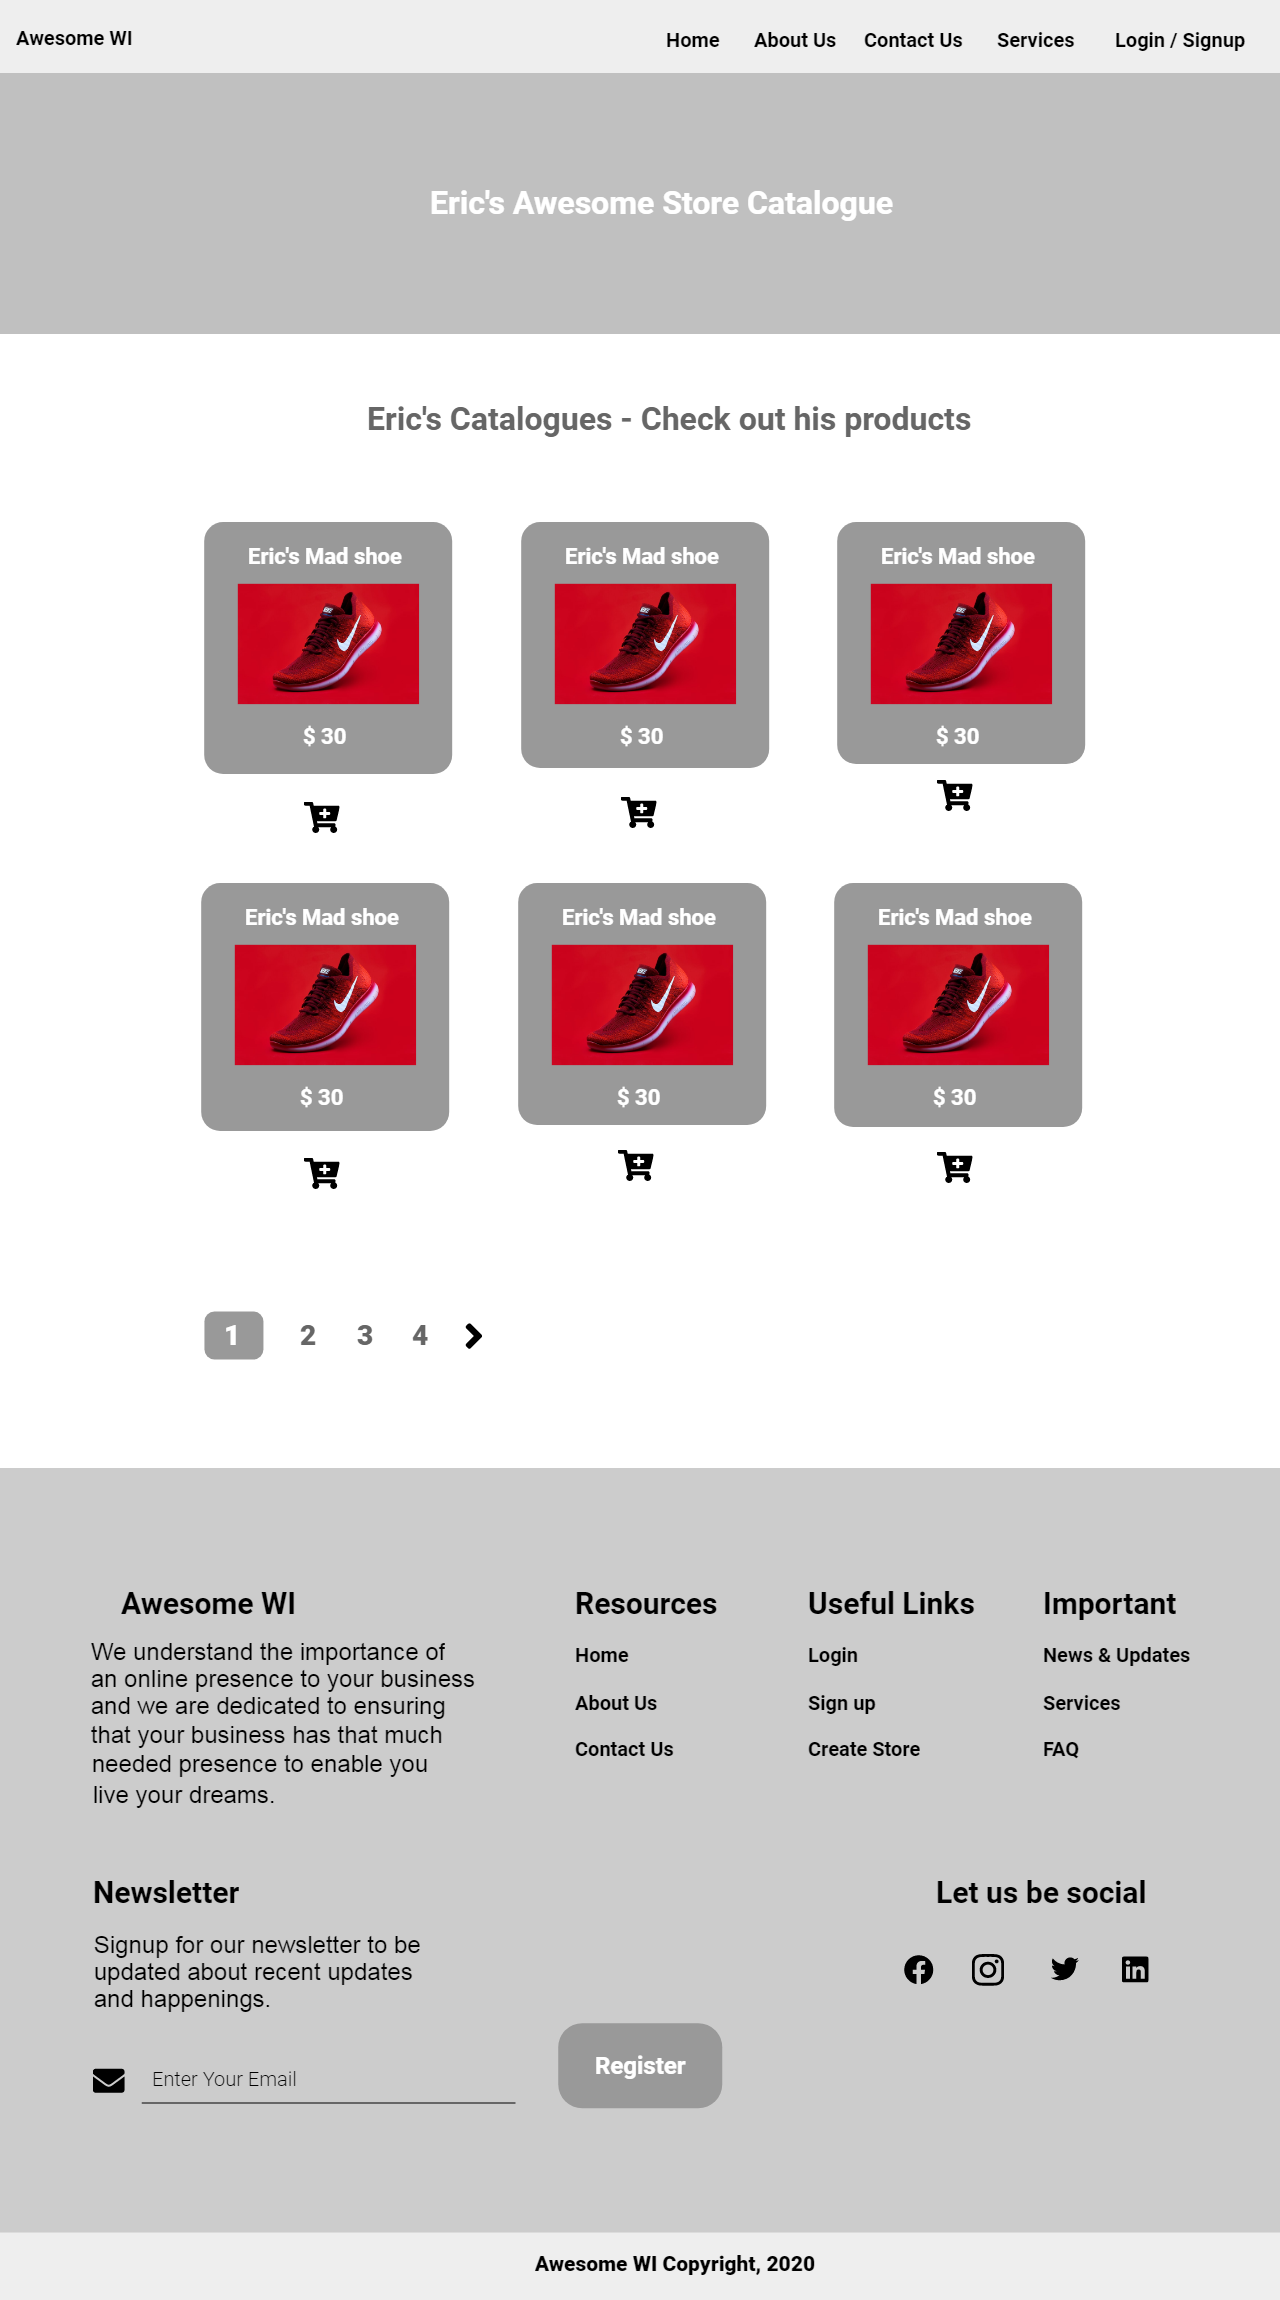 Awesome WI
Home About Us Contact Us Services Login / Signup
Eric's Awesome Store Catalogue
Eric's Catalogues - Check out his products
Eric's Mad shoe Eric's Mad shoe Eric's Mad shoe
$ 30 $ 30 $ 30
Eric's Mad shoe Eric's Mad shoe Eric's Mad shoe
$ 30 $ 30 $ 30
1 2 3 4
Awesome WI
We understand the importance of
an online presence to your business
and we are dedicated to ensuring
that your business has that much
needed presence to enable you
live your dreams.
Resources
Home
About Us
Contact Us
Useful Links
Login
Sign up
Create Store
Important
News & Updates
Services
FAQ
Newsletter
Signup for our newsletter to be
updated about recent updates
and happenings.
Enter Your Email
Register
Let us be social
Awesome WI Copyright, 2020